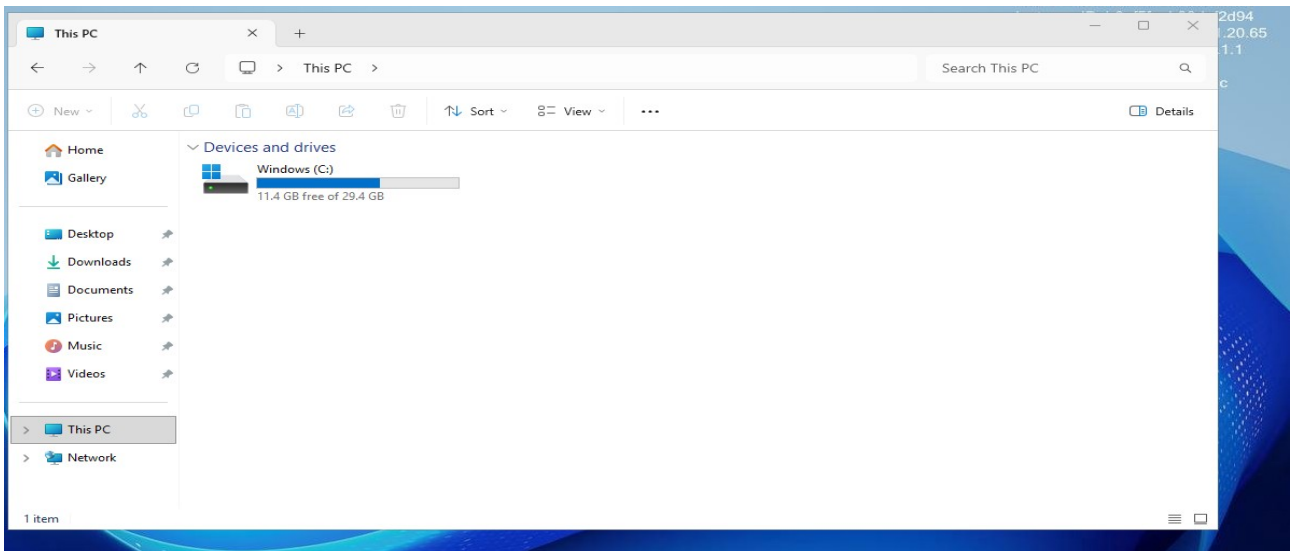 This PC
2d94
.20.65
.1.1
c
This PC
Search This PC
New
Sort
View
Details
Home
Gallery
Desktop
Downloads
Documents
Pictures
Music
Videos
This PC
Network
Devices and drives
Windows (C:)
11.4 GB free of 29.4 GB
1 item